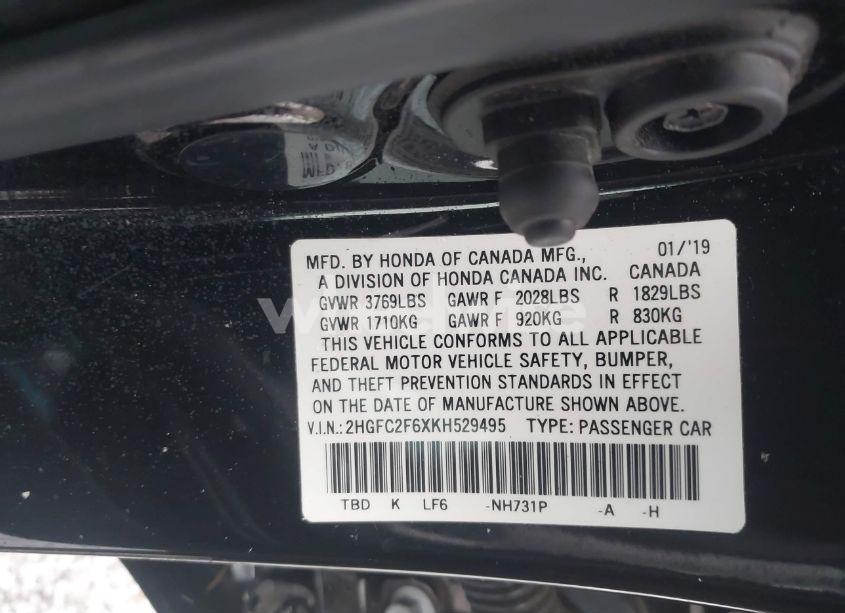 MFD. BY HONDA OF CANADA MFG., 01/'19
A DIVISION OF HONDA CANADA INC. CANADA
GVWR 3769LBS GAWR F 2028LBS R 1829LBS
GVWR 1710KG GAWR F 920KG R 830KG
THIS VEHICLE CONFORMS TO ALL APPLICABLE
FEDERAL MOTOR VEHICLE SAFETY, BUMPER,
AND THEFT PREVENTION STANDARDS IN EFFECT
ON THE DATE OF MANUFACTURE SHOWN ABOVE.
V.I.N.: 2HGFC2F6XKH529495 TYPE: PASSENGER CAR
TBD K LF6 -NH731P -A -H